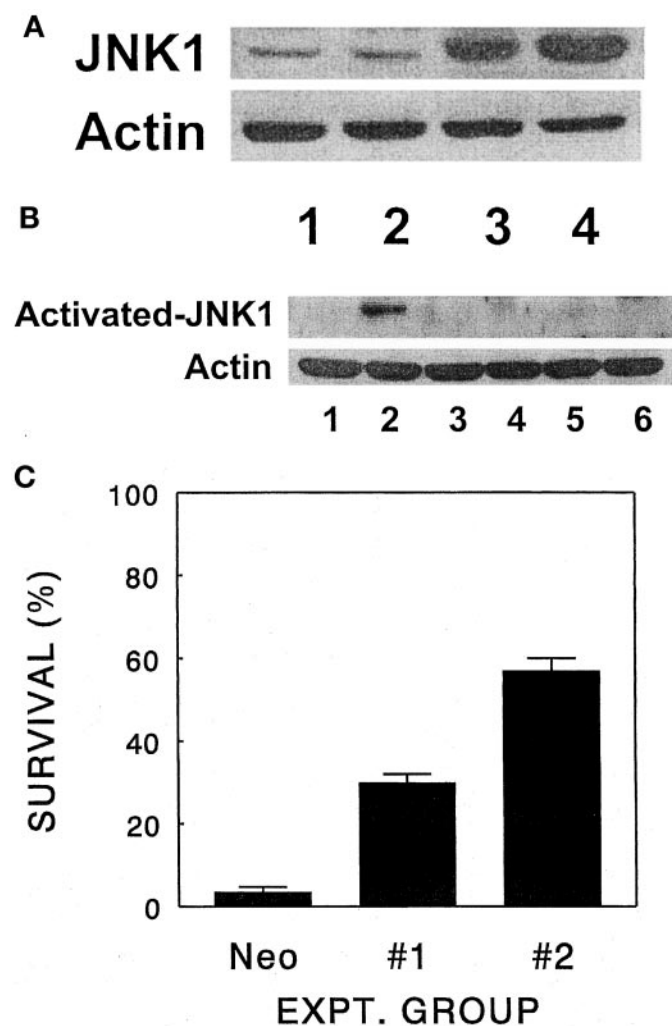 A
JNK1
Actin
1 2 3 4
B
Activated-JNK1
Actin
1 2 3 4 5 6
C
100
80
60
40
20
0
SURVIVAL (%)
Neo #1 #2
EXPT. GROUP